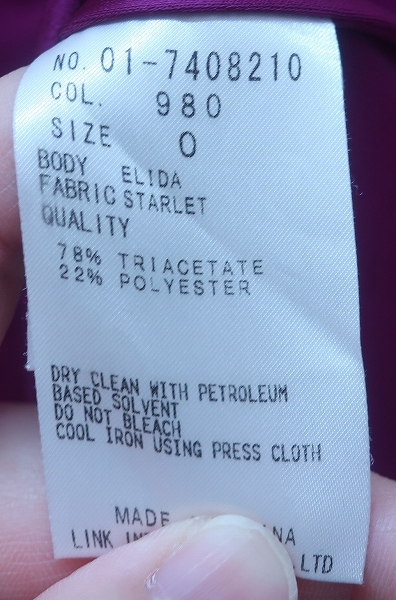 NO. 01-7408210
COL. 980
SIZE 0
BODY ELIDA
FABRIC STARLET
QUALITY
78% TRIACETATE
22% POLYESTER
DRY CLEAN WITH PETROLEUM
BASED SOLVENT
DO NOT BLEACH
COOL IRON USING PRESS CLOTH
MADE
LINK LTD